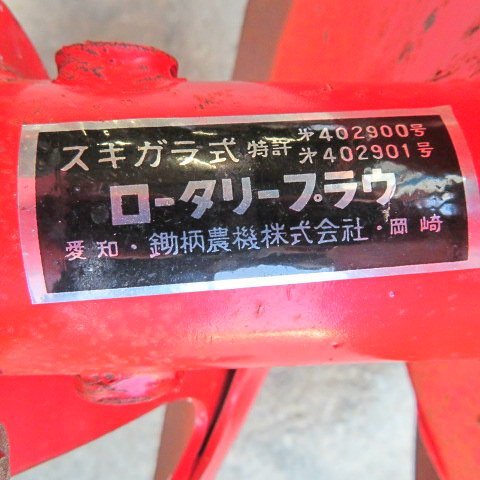 スキガラ式 特許 オ402900号
オ402901号
ロータリープラウ
愛知・鋤柄農機株式会社・岡崎